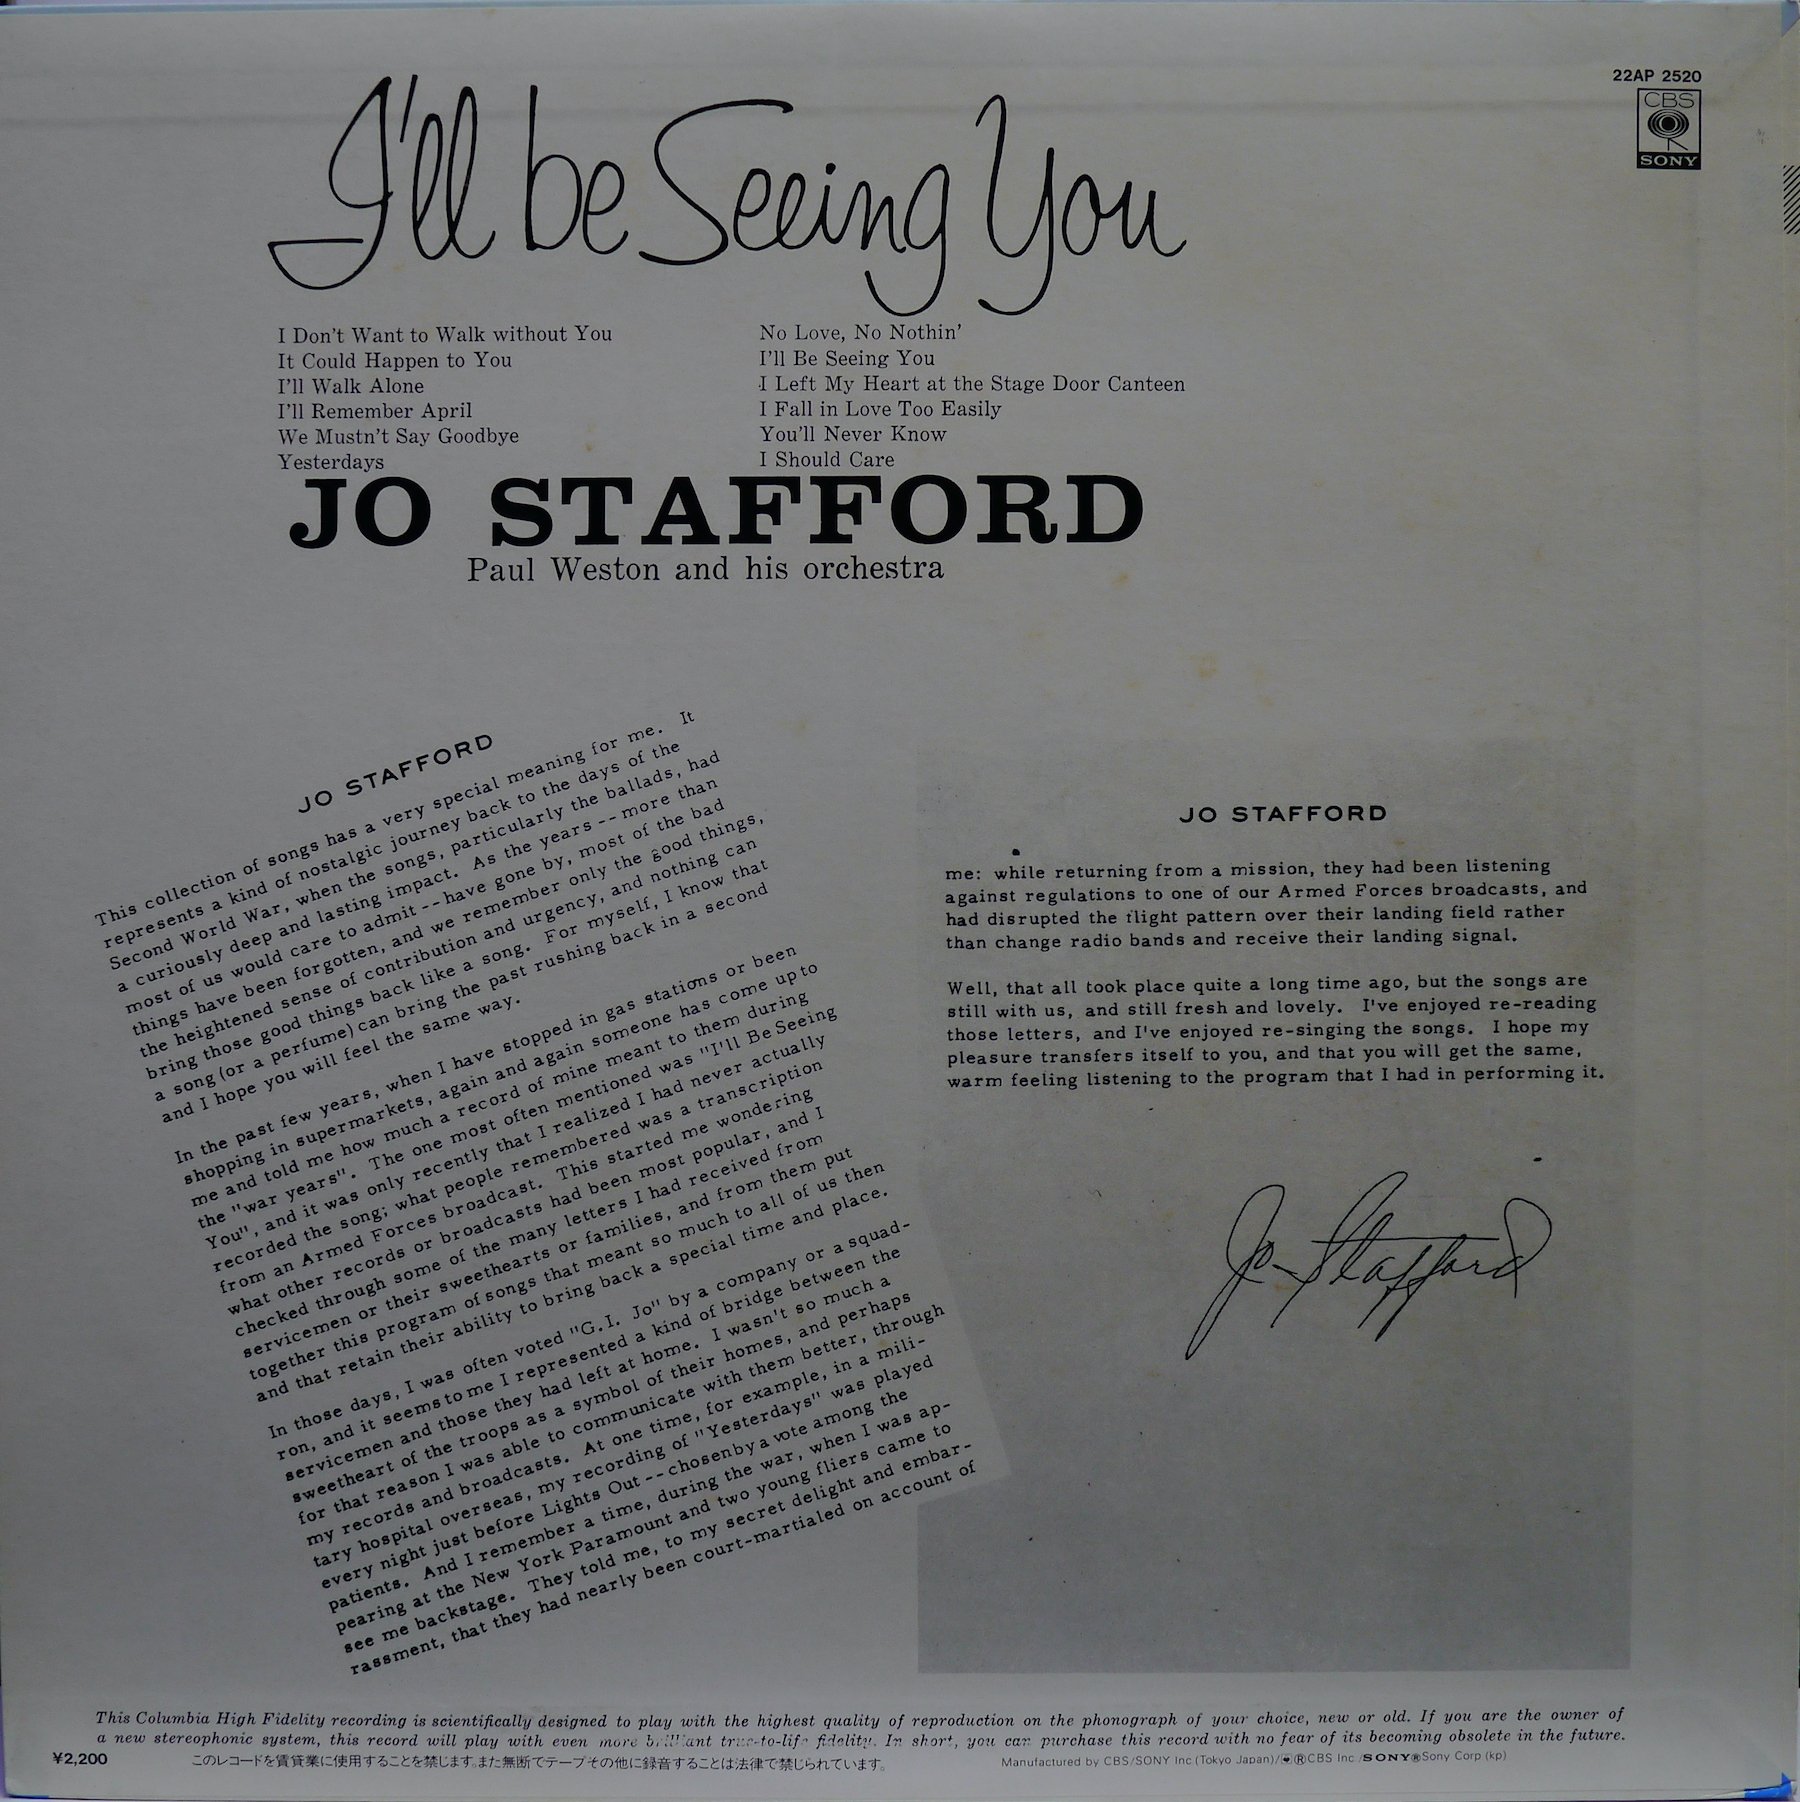 22AP 2520
CBS
SONY
I'll be Seeing You
I Don't Want to Walk without You
It Could Happen to You
I'll Walk Alone
I'll Remember April
We Mustn't Say Goodbye
Yesterdays
No Love, No Nothin'
I'll Be Seeing You
I Left My Heart at the Stage Door Canteen
I Fall in Love Too Easily
You'll Never Know
I Should Care
JO STAFFORD
Paul Weston and his orchestra
JO STAFFORD
This collection of songs has a very special meaning for me. It
represents a kind of nostalgic journey back to the days of the
Second World War, when the songs, particularly the ballads, had
a curiously deep and lasting impact. As the years -- more than
most of us would care to admit -- have gone by, most of the bad
things have been forgotten, and we remember only the good things,
the heightened sense of contribution and urgency, and nothing can
bring those good things back like a song. For myself, I know that
a song (or a perfume) can bring the past rushing back in a second
and I hope you will feel the same way.
In the past few years, when I have stopped in gas stations or been
shopping in supermarkets, again and again someone has come up to
me and told me how much a record of mine meant to them during
the "war years". The one most often mentioned was "I'll Be Seeing
You", and it was only recently that I realized I had never actually
recorded the song; what people remembered was a transcription
from an Armed Forces broadcast. This started me wondering
what other records or broadcasts had been most popular, and I
checked through some of the many letters I had received from
servicemen or their sweethearts or families, and from them put
together this program of songs that meant so much to all of us then
and that retain their ability to bring back a special time and place.
In those days, I was often voted "G.I. Jo" by a company or a squad-
ron, and it seems to me I represented a kind of bridge between the
servicemen and those they had left at home. I wasn't so much a
sweetheart of the troops as a symbol of their homes, and perhaps
for that reason I was able to communicate with them better, through
my records and broadcasts. At one time, for example, in a mili-
tary hospital overseas, my recording of "Yesterdays" was played
every night just before Lights Out -- chosen by a vote among the
patients. And I remember a time, during the war, when I was ap-
pearing at the New York Paramount and two young fliers came to
see me backstage. They told me, to my secret delight and embar-
rassment, that they had nearly been court-martialed on account of
JO STAFFORD
me: while returning from a mission, they had been listening
against regulations to one of our Armed Forces broadcasts, and
had disrupted the flight pattern over their landing field rather
than change radio bands and receive their landing signal.
Well, that all took place quite a long time ago, but the songs are
still with us, and still fresh and lovely. I've enjoyed re-reading
those letters, and I've enjoyed re-singing the songs. I hope my
pleasure transfers itself to you, and that you will get the same,
warm feeling listening to the program that I had in performing it.
Jo Stafford
This Columbia High Fidelity recording is scientifically designed to play with the highest quality of reproduction on the phonograph of your choice, new or old. If you are the owner of
a new stereophonic system, this record will play with even more brilliant true-to-life fidelity. In short, you can purchase this record with no fear of its becoming obsolete in the future.
¥2,200 このレコードを賃貸業に使用することを禁じます。また無断でテープその他に録音することは法律で禁じられています。 Manufactured by CBS/SONY Inc (Tokyo Japan)/®CBS Inc /SONY®Sony Corp (kp)